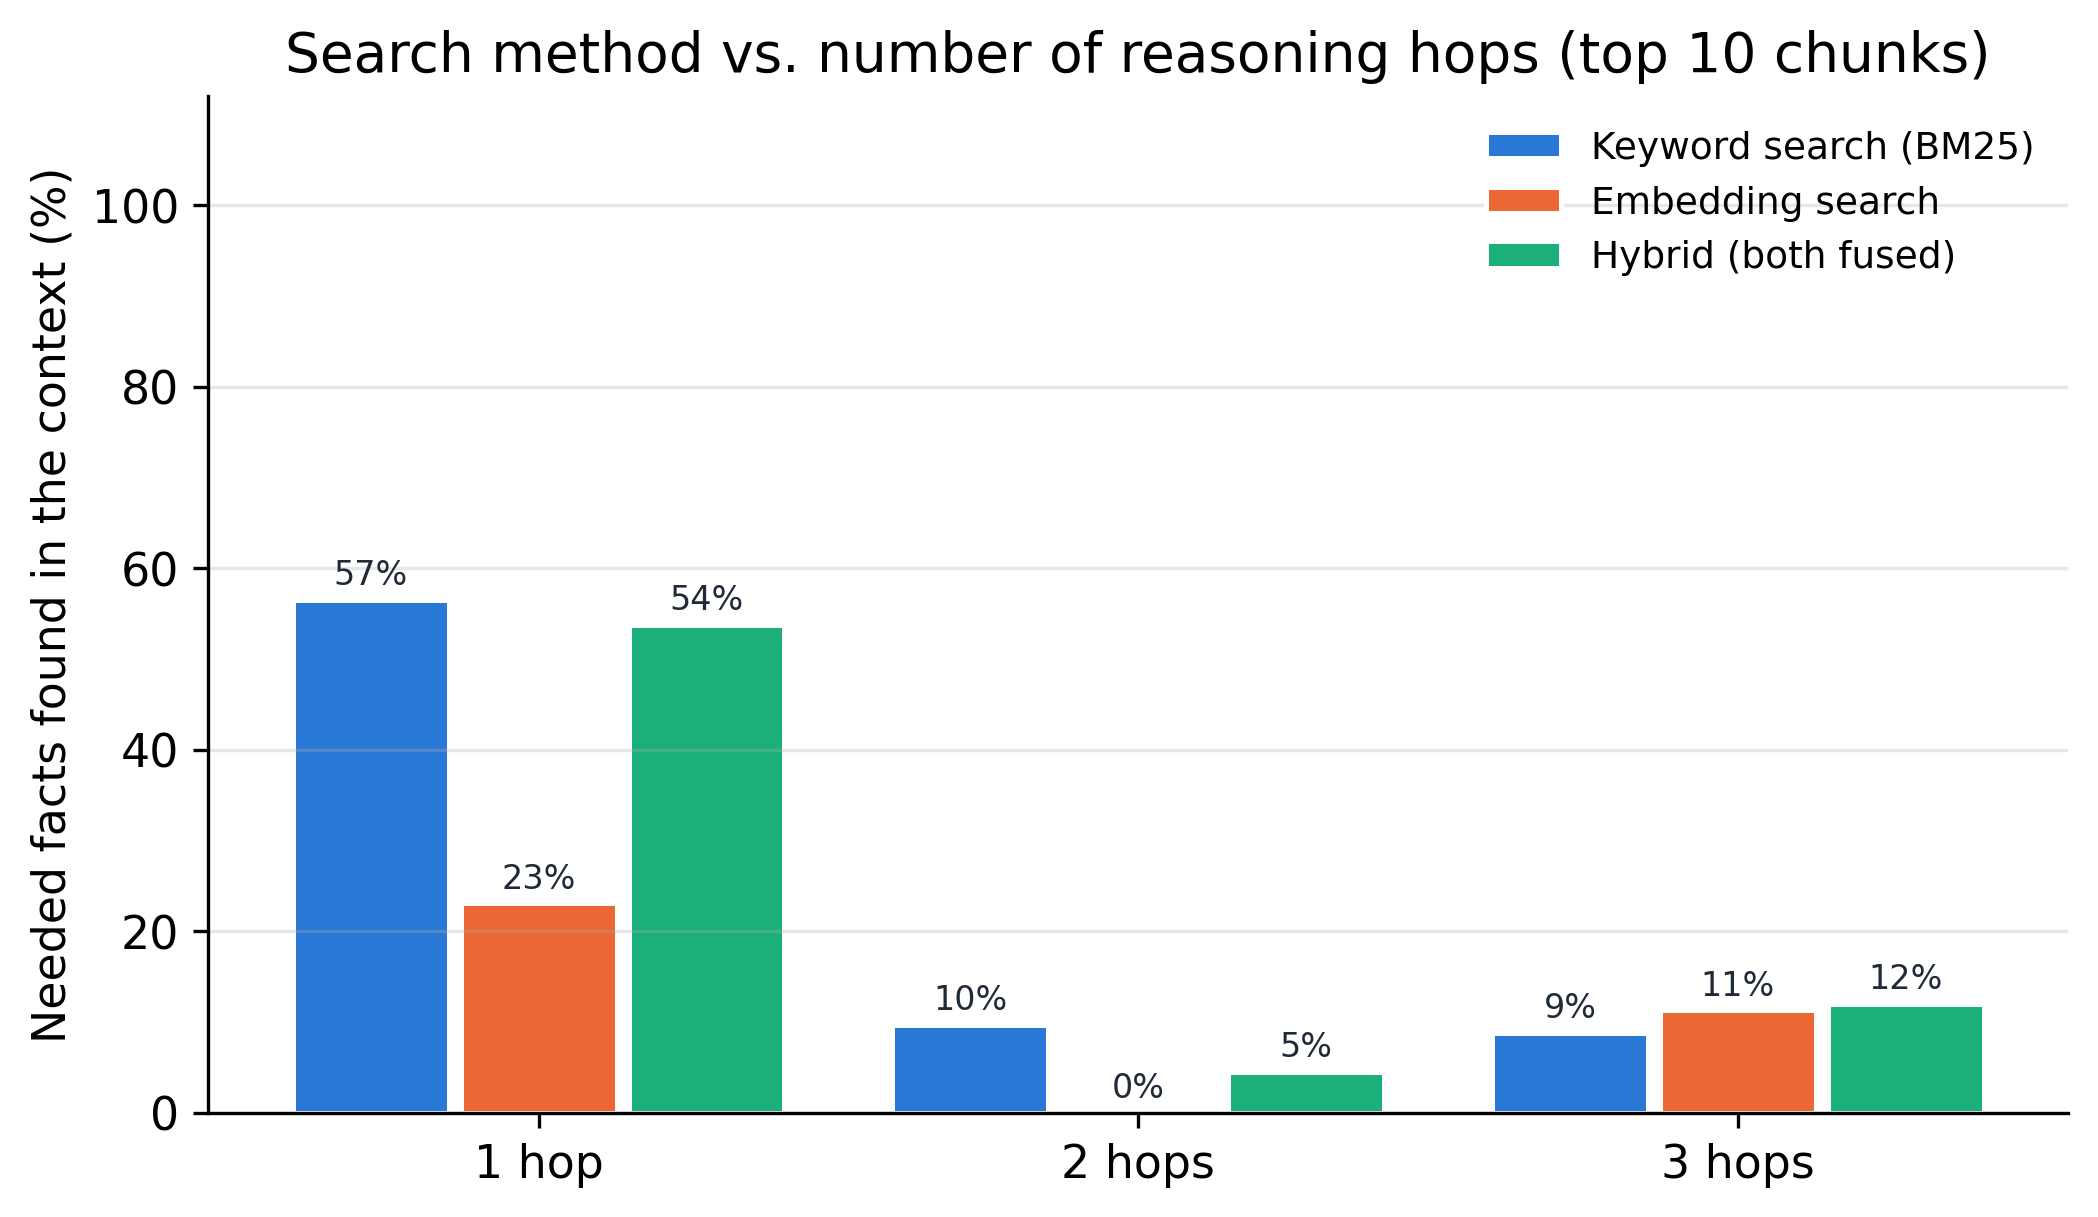 Search method vs. number of reasoning hops (top 10 chunks)
Needed facts found in the context (%)
100
80
60
40
20
0
Keyword search (BM25)
Embedding search
Hybrid (both fused)
57%
23%
54%
10%
0%
5%
9%
11%
12%
1 hop
2 hops
3 hops